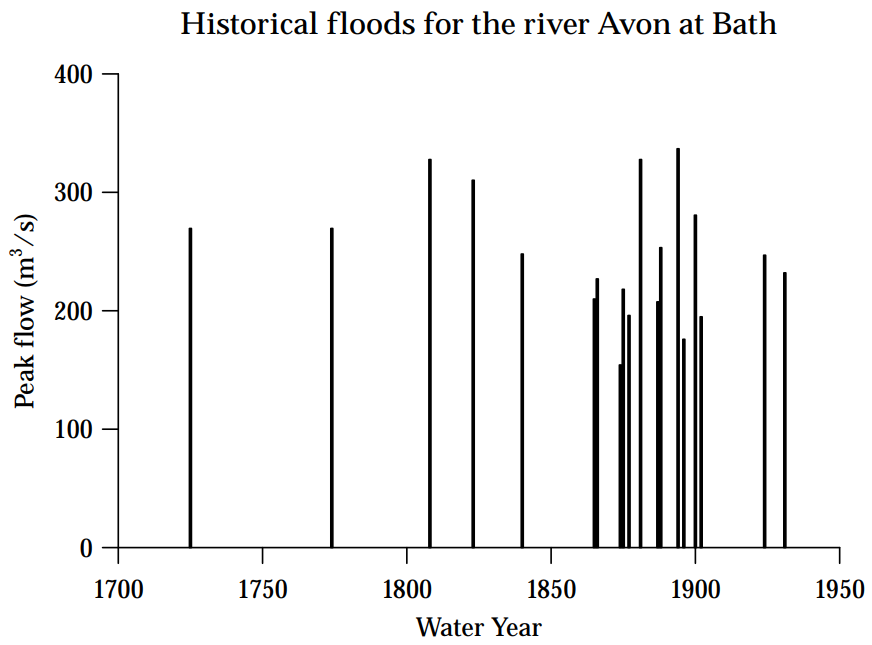 Historical floods for the river Avon at Bath
400
300
200
100
0
Peak flow (m³/s)
1700 1750 1800 1850 1900 1950
Water Year